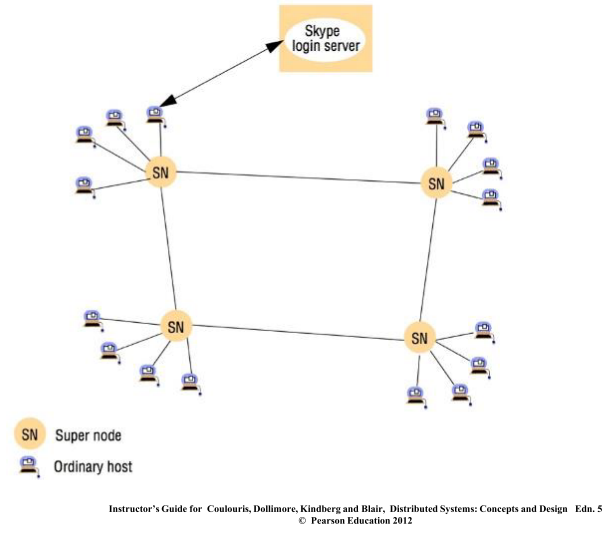 Skype
login server
SN
SN
SN
SN
SN Super node
Ordinary host
Instructor's Guide for Coulouris, Dollimore, Kindberg and Blair, Distributed Systems: Concepts and Design Edn. 5
© Pearson Education 2012